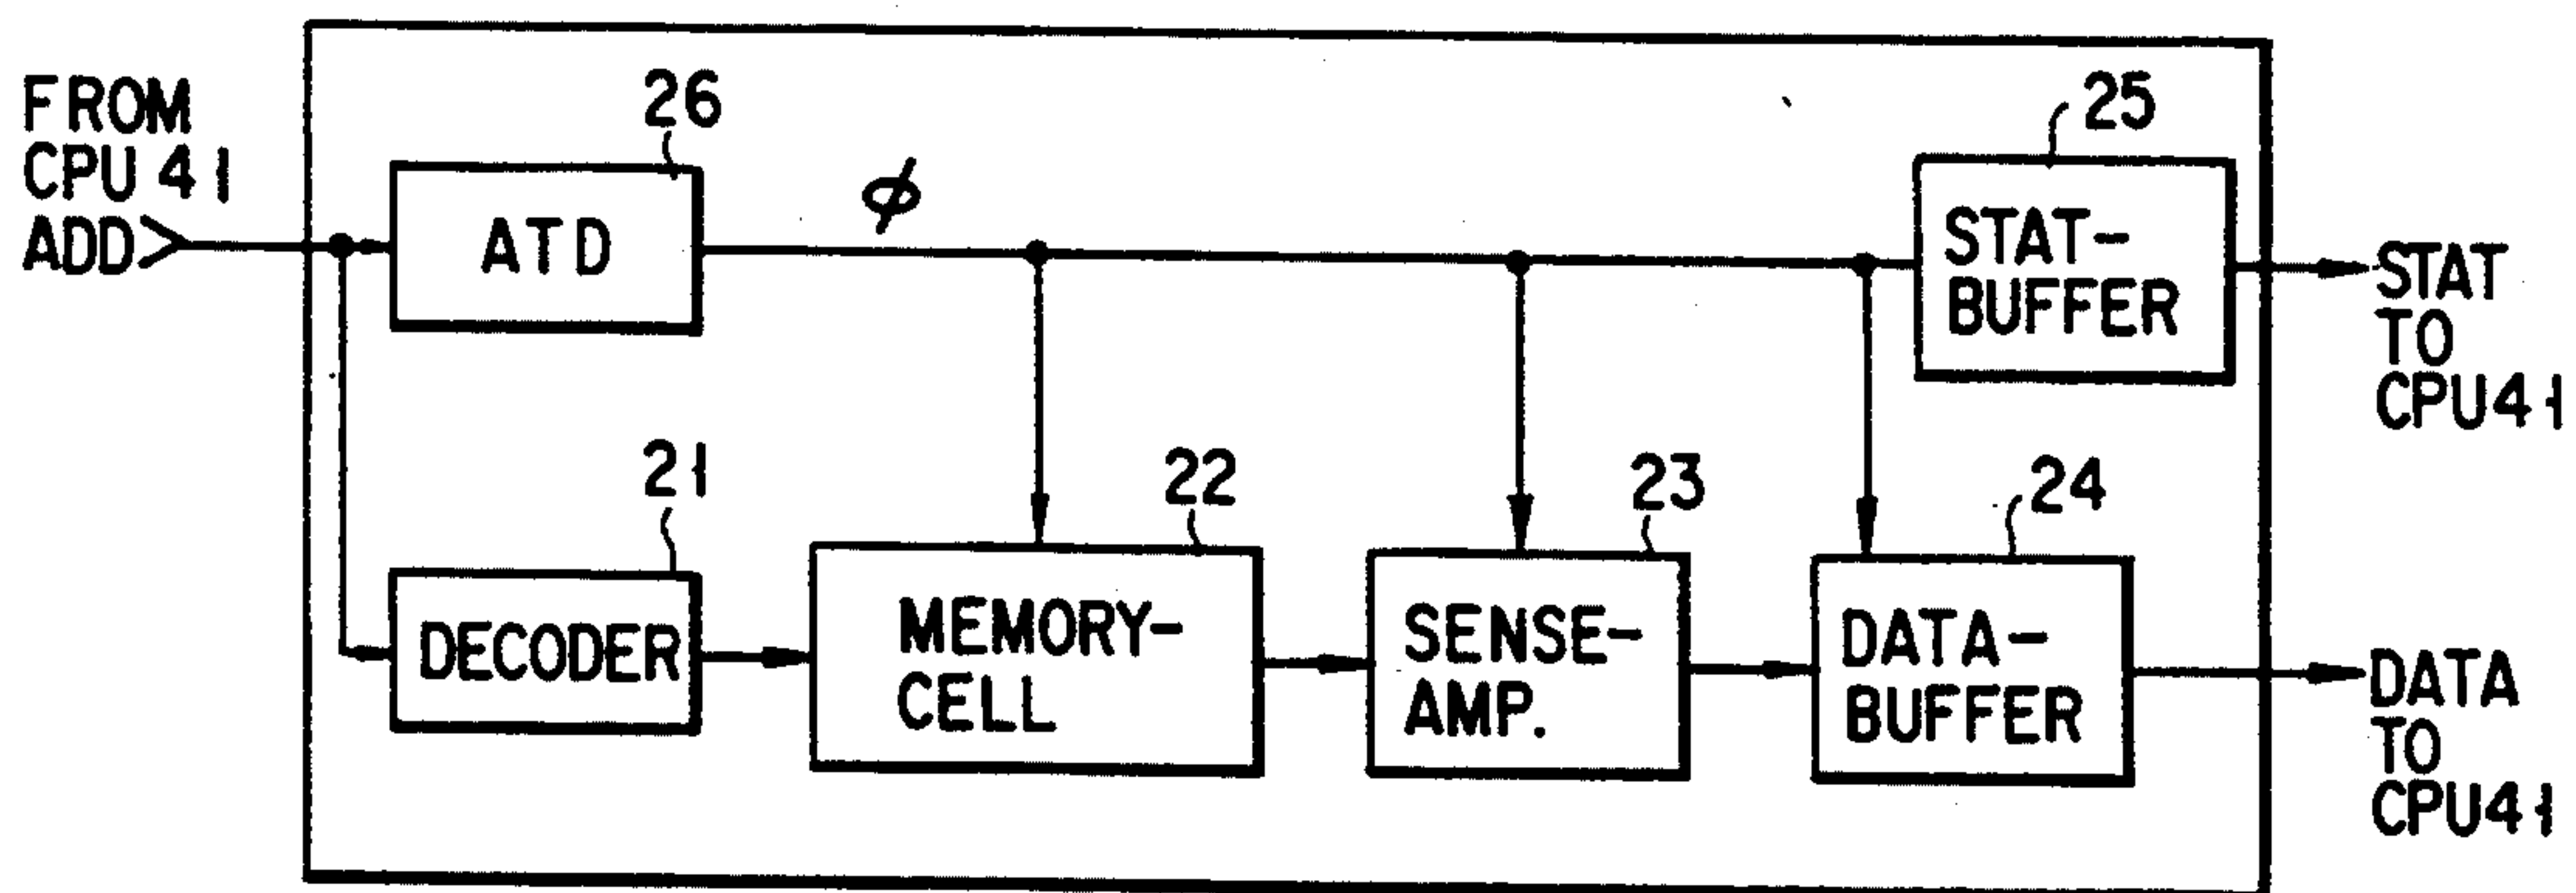 FROM
CPU 41
ADD
26
ATD
ϕ
25
STAT-
BUFFER
STAT
TO
CPU41
21
DECODER
22
MEMORY-
CELL
23
SENSE-
AMP.
24
DATA-
BUFFER
DATA
TO
CPU41